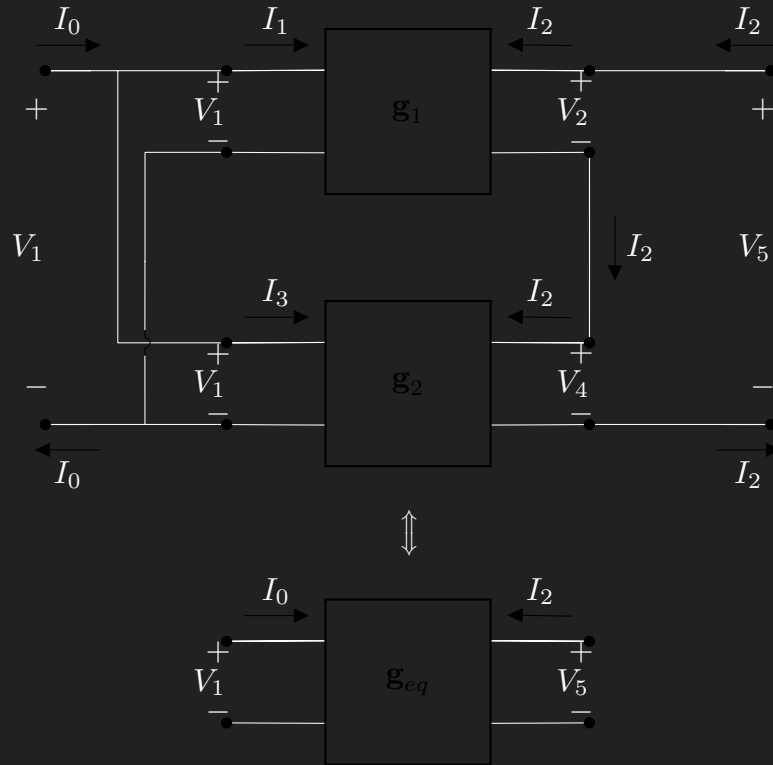 I₀ I₁ I₂ I₂
+ + + +
V₁ g₁ V₂
− −
V₁ I₂ V₅
I₃ I₂
+ +
− V₁ g₂ V₄ −
− −
I₀ I₂
⇕
I₀ I₂
+ +
V₁ g_eq V₅
− −